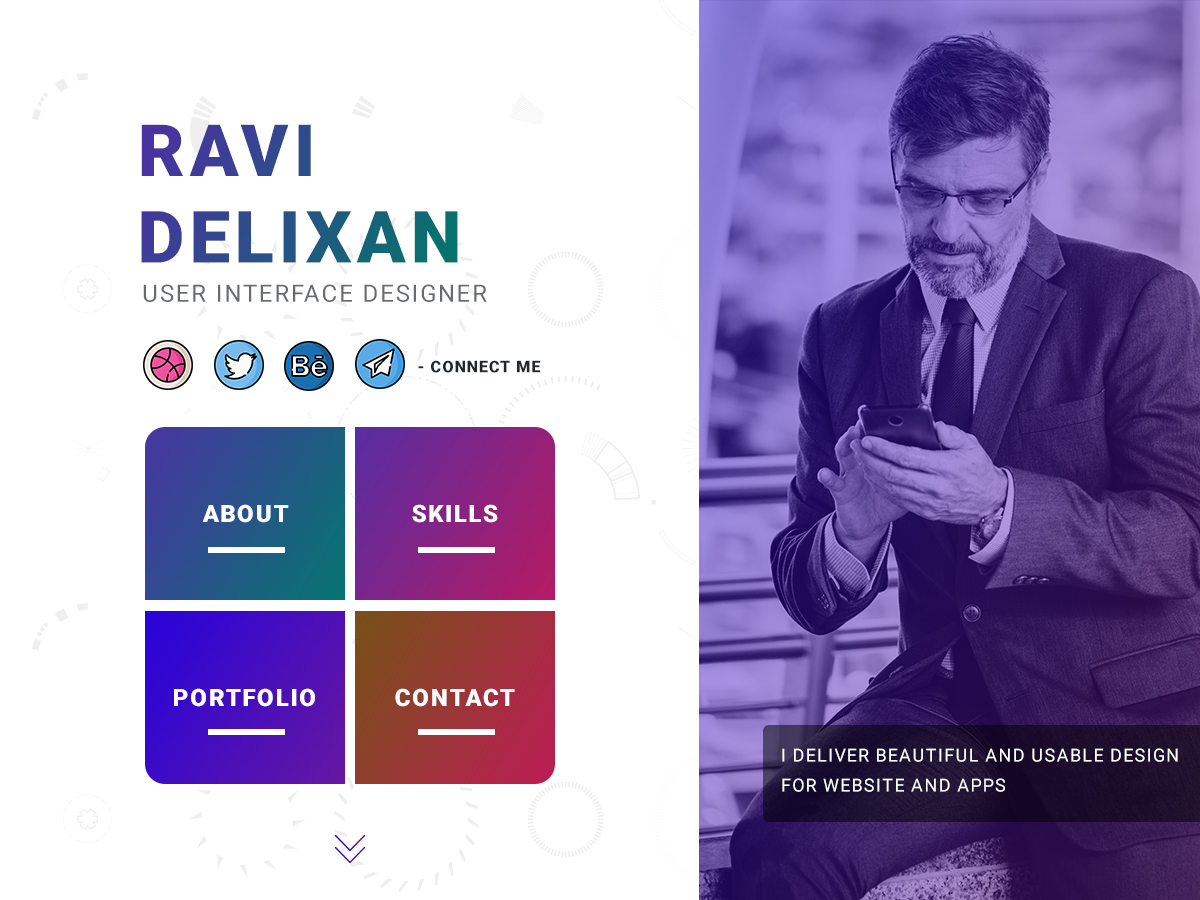 RAVI
DELIXAN
USER INTERFACE DESIGNER
Bē
- CONNECT ME
ABOUT
SKILLS
PORTFOLIO
CONTACT
I DELIVER BEAUTIFUL AND USABLE DESIGN
FOR WEBSITE AND APPS